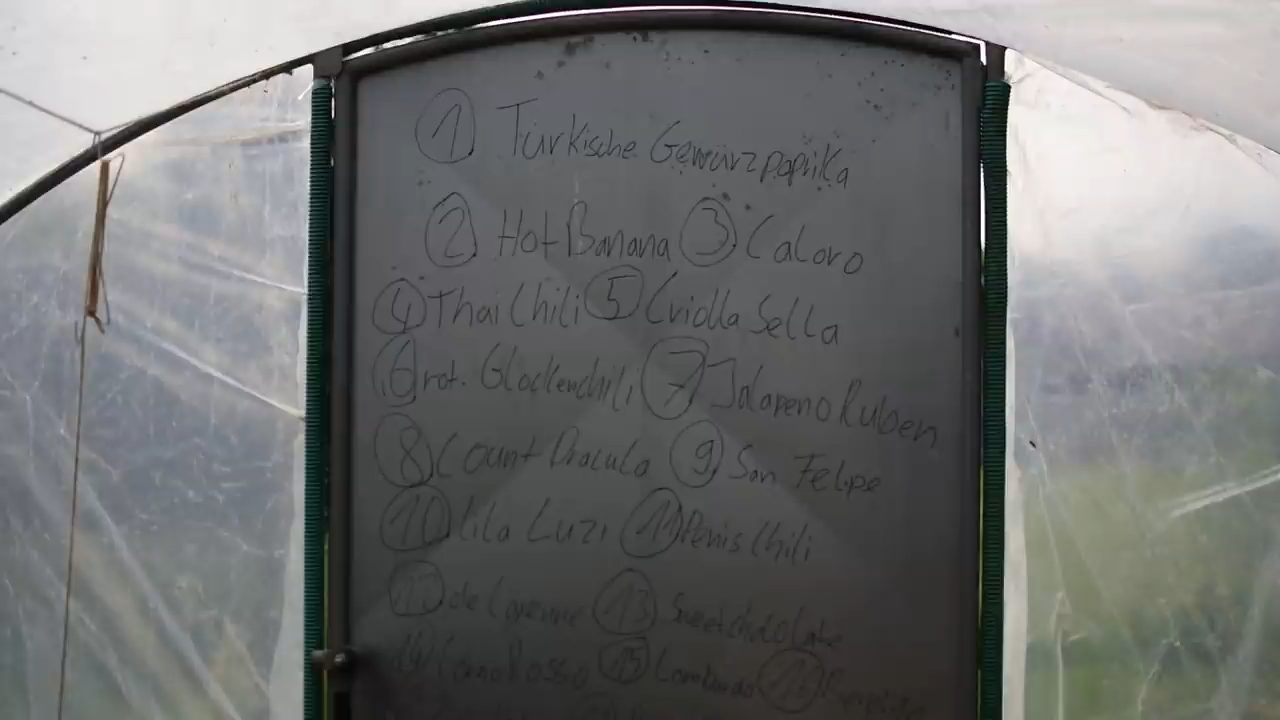 1 Türkische Gewürzpaprika
2 Hot Banana 3 Caloro
4 Thai Chili 5 Criolla Sella
6 rot. Glockenchili 7 Jalapeno Ruben
8 Count Dracula 9 San Felipe
10 lila Luzi 11 Penis Chili
12 de Cayenne 13 Sweet Chocolate
14 Corno Rosso 15 Lombardo